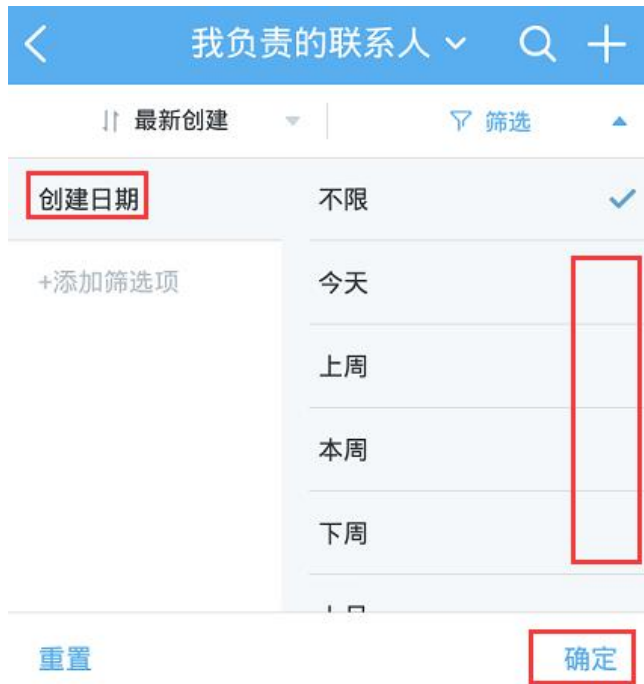 我负责的联系人
最新创建 筛选
创建日期 不限
+添加筛选项 今天
上周
本周
下周
重置 确定